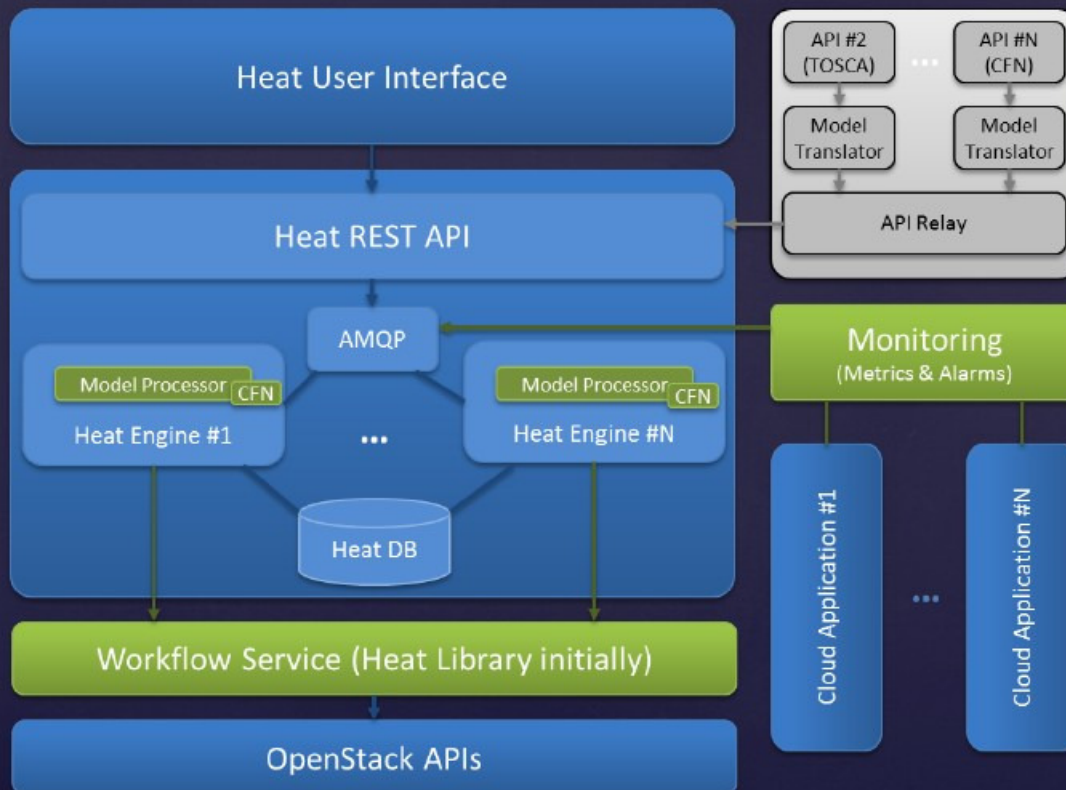 Heat User Interface
API #2
(TOSCA)
...
API #N
(CFN)
Model
Translator
Model
Translator
API Relay
Heat REST API
AMQP
Monitoring
(Metrics & Alarms)
Model Processor
CFN
Heat Engine #1
...
Model Processor
CFN
Heat Engine #N
Heat DB
Cloud Application #1
...
Cloud Application #N
Workflow Service (Heat Library initially)
OpenStack APIs